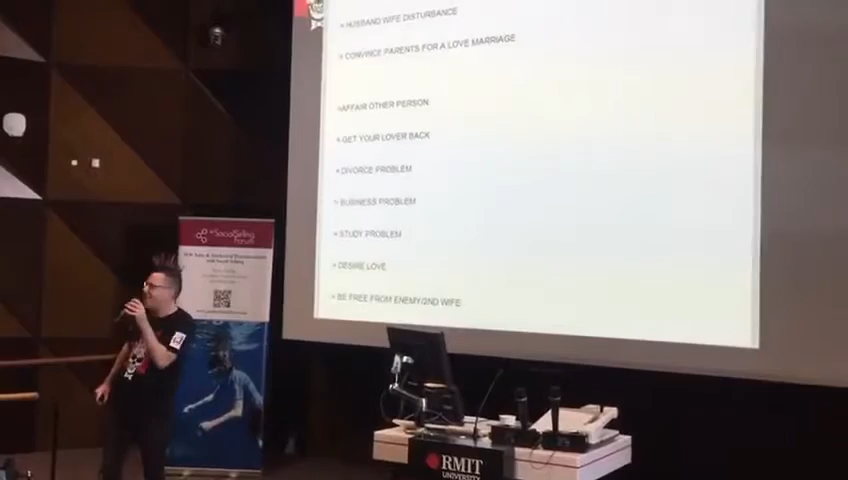 » HUSBAND WIFE DISTURBANCE
» CONVINCE PARENTS FOR A LOVE MARRIAGE
»AFFAIR OTHER PERSON
» GET YOUR LOVER BACK
» DIVORCE PROBLEM
» BUSINESS PROBLEM
» STUDY PROBLEM
» DESIRE LOVE
» BE FREE FROM ENEMY/2ND WIFE
Forum
RMIT
UNIVERSITY